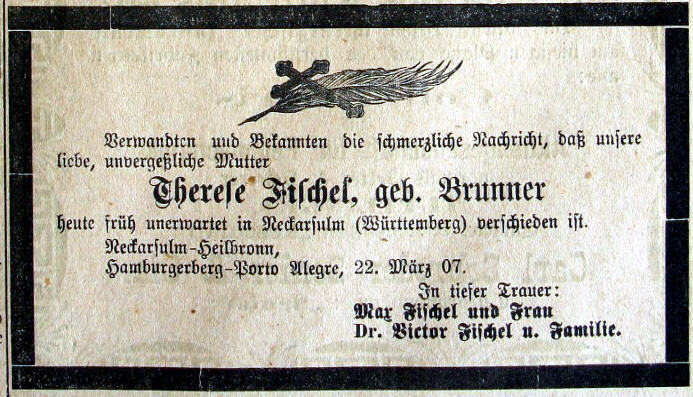 Verwandten und Bekannten die schmerzliche Nachricht, daß unsere
liebe, unvergeßliche Mutter
Therese Fischel, geb. Brunner
heute früh unerwartet in Neckarsulm (Württemberg) verschieden ist.
Neckarsulm-Heilbronn,
Hamburgerberg-Porto Alegre, 22. März 07.
In tiefer Trauer:
Max Fischel und Frau
Dr. Victor Fischel u. Familie.